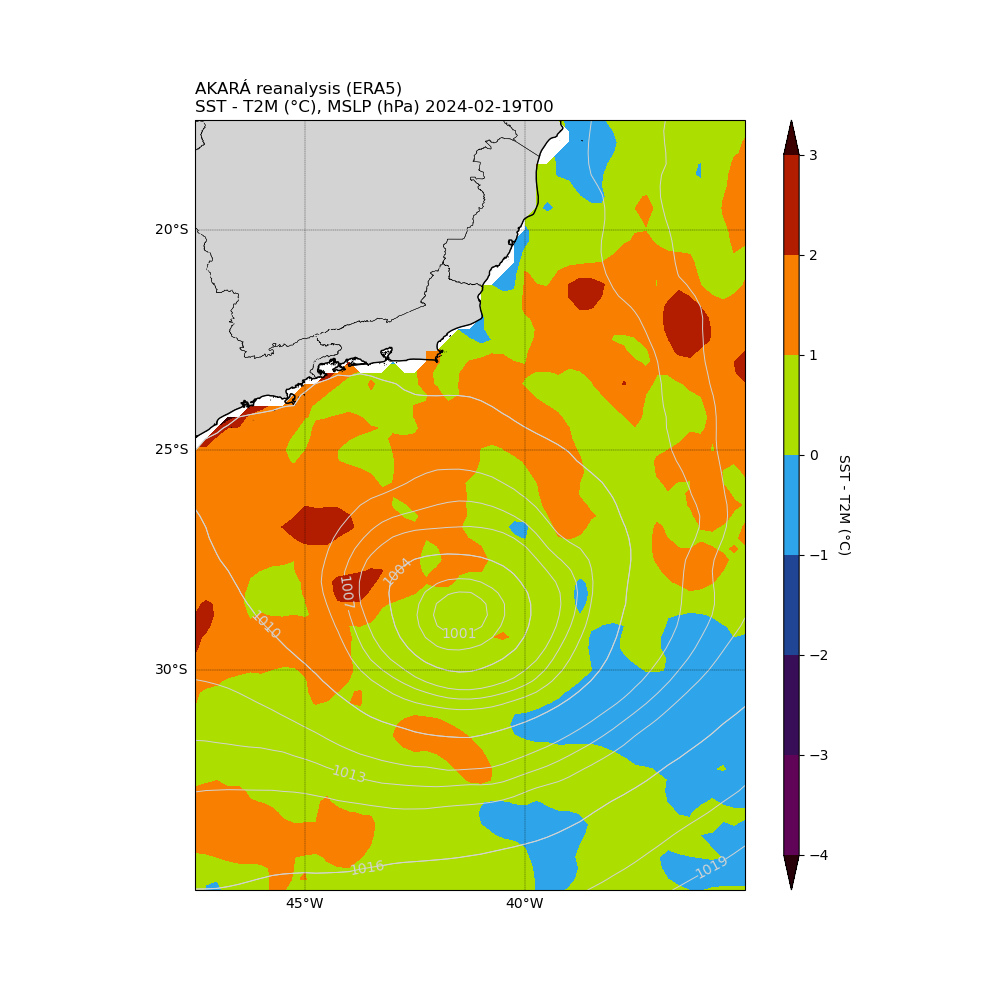 AKARÁ reanalysis (ERA5)
SST - T2M (°C), MSLP (hPa) 2024-02-19T00
20°S
25°S
30°S
45°W
40°W
1004
1007
1001
1010
1013
1016
1019
3
2
1
0
−1
−2
−3
−4
SST - T2M (°C)